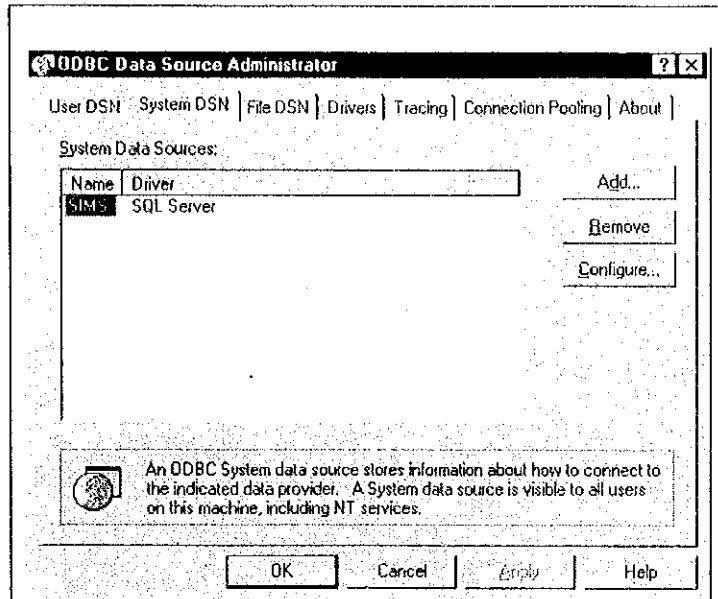 ODBC Data Source Administrator
User DSN System DSN File DSN Drivers Tracing Connection Pooling About
System Data Sources:
Name Driver
SIMS SQL Server
Add...
Remove
Configure...
An ODBC System data source stores information about how to connect to
the indicated data provider. A System data source is visible to all users
on this machine, including NT services.
OK Cancel Apply Help